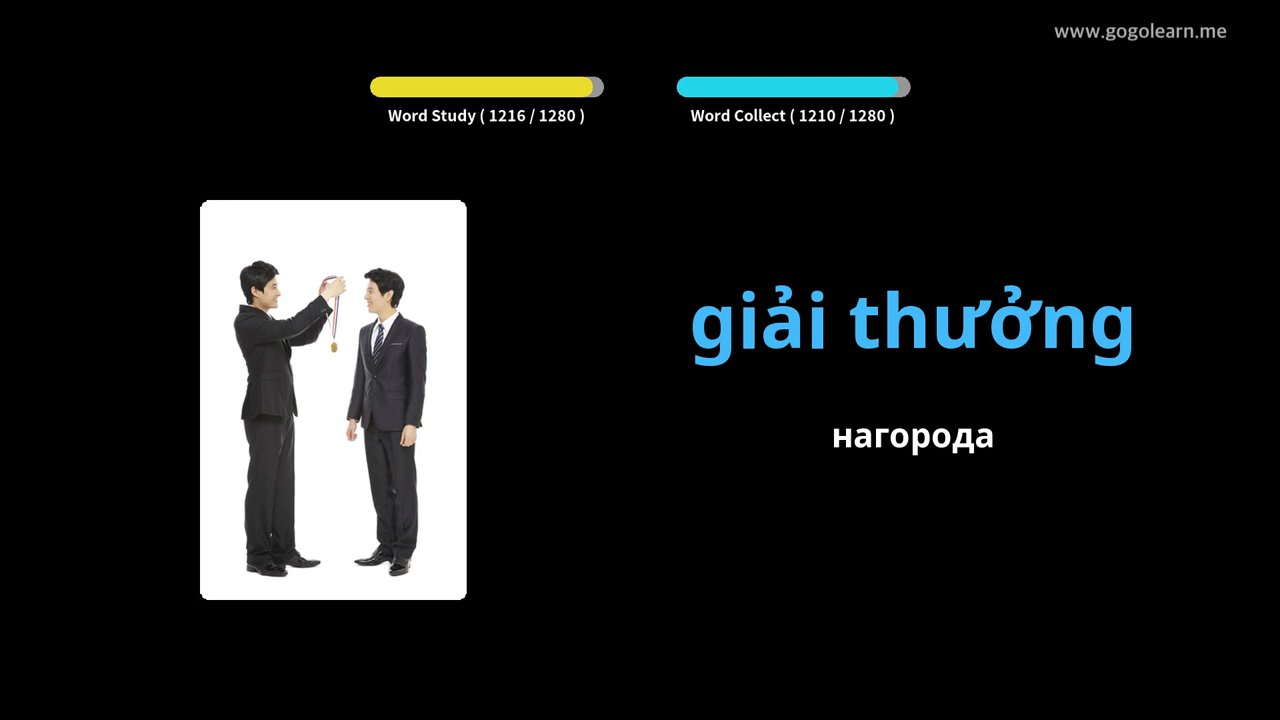 www.gogolearn.me
Word Study ( 1216 / 1280 )
Word Collect ( 1210 / 1280 )
giải thưởng
нагорода